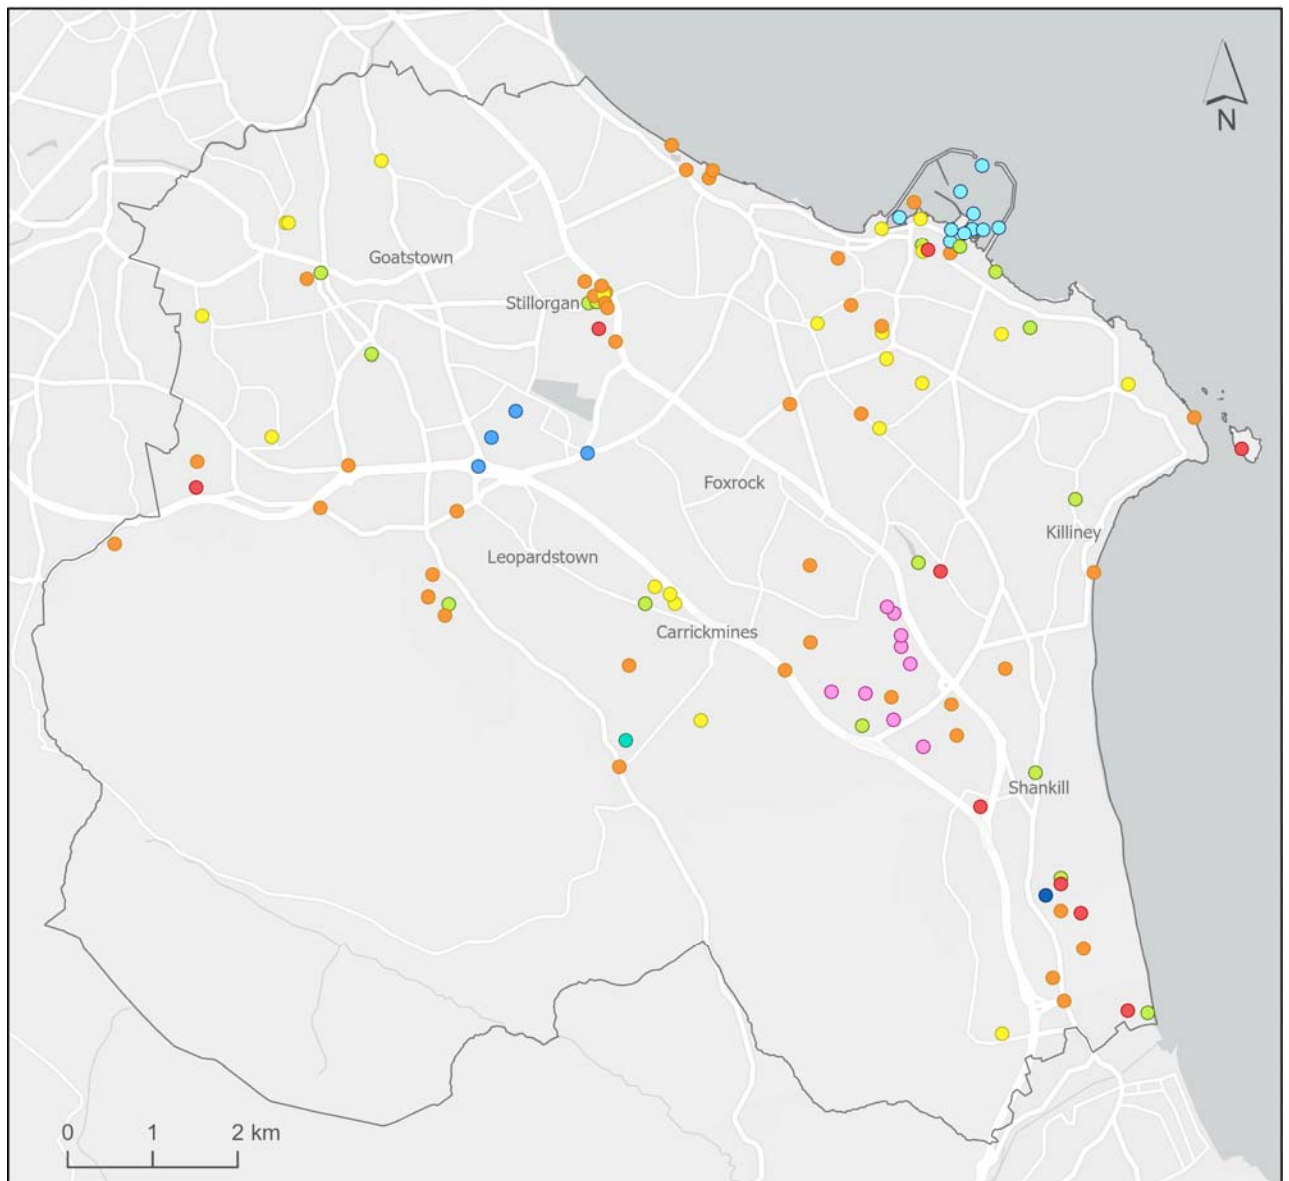 N
Goatstown
Stillorgan
Foxrock
Killiney
Leopardstown
Carrickmines
Shankill
0 1 2 km